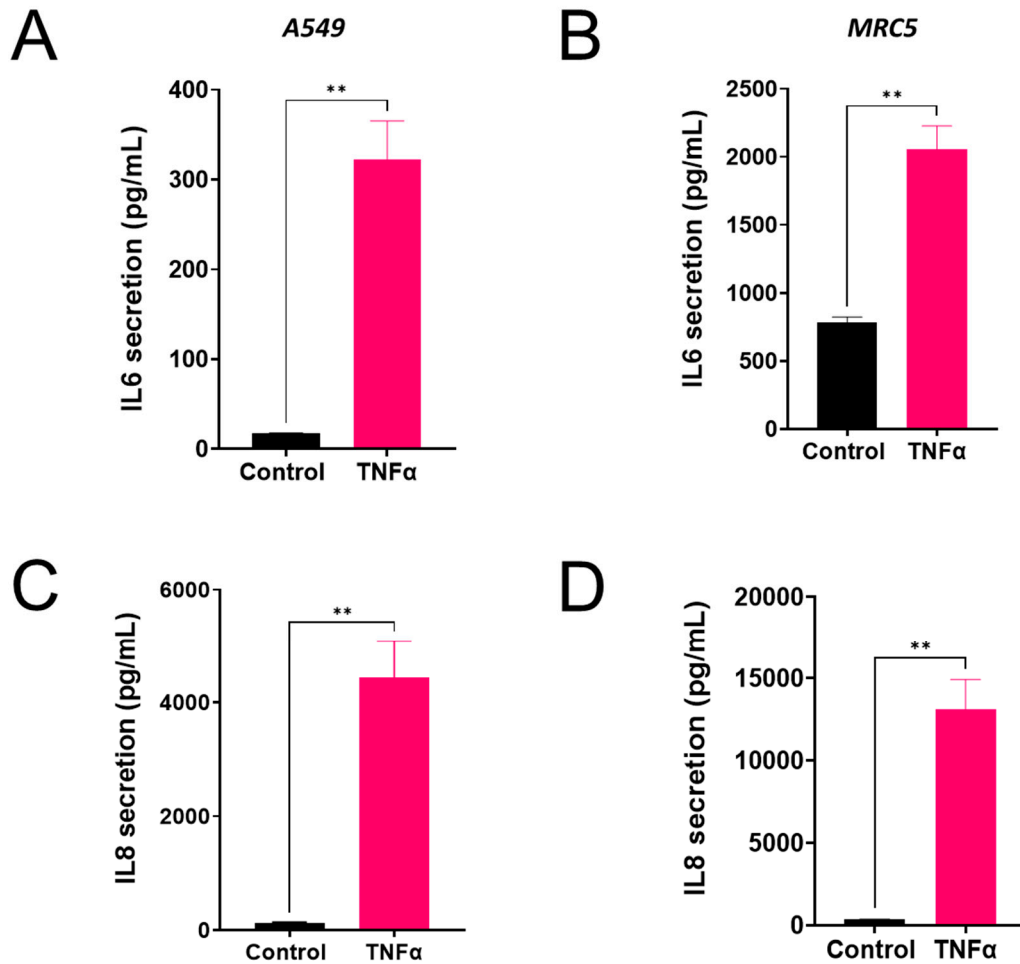 A
A549
IL6 secretion (pg/mL)
400
300
200
100
0
**
Control TNFα
B
MRC5
IL6 secretion (pg/mL)
2500
2000
1500
1000
500
0
**
Control TNFα
C
IL8 secretion (pg/mL)
6000
4000
2000
0
**
Control TNFα
D
IL8 secretion (pg/mL)
20000
15000
10000
5000
0
**
Control TNFα